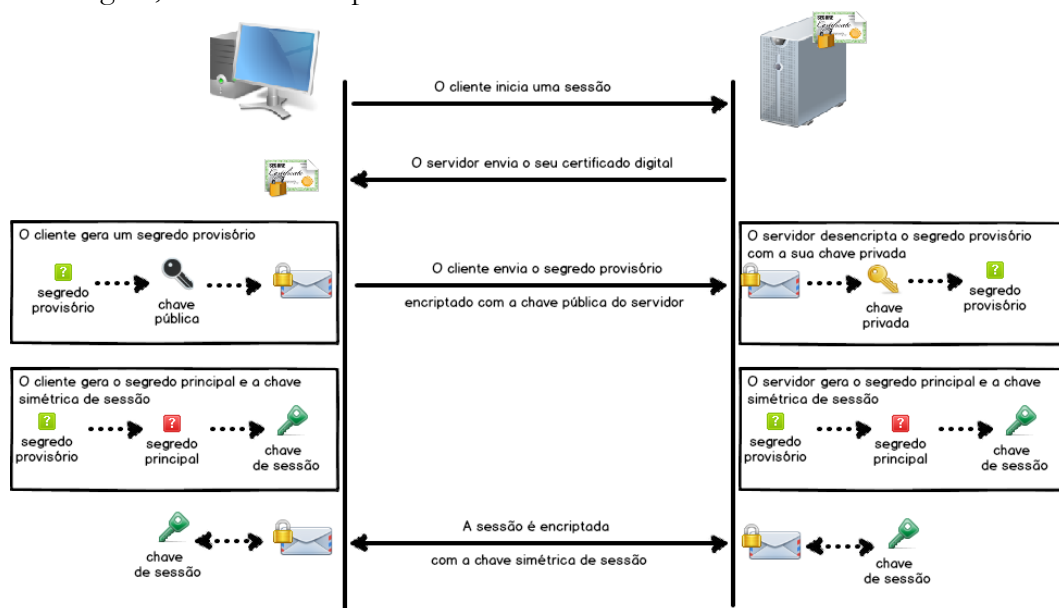 O cliente inicia uma sessão
O servidor envia o seu certificado digital
O cliente gera um segredo provisório
segredo
provisório
chave
pública
O cliente envia o segredo provisório
encriptado com a chave pública do servidor
O servidor desencripta o segredo provisório
com a sua chave privada
chave
privada
segredo
provisório
O cliente gera o segredo principal e a chave
simétrica de sessão
segredo
provisório
segredo
principal
chave
de sessão
O servidor gera o segredo principal e a chave
simétrica de sessão
segredo
provisório
segredo
principal
chave
de sessão
chave
de sessão
A sessão é encriptada
com a chave simétrica de sessão
chave
de sessão